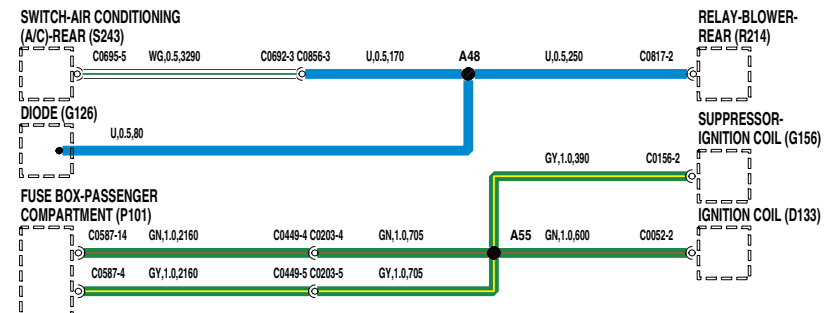 SWITCH-AIR CONDITIONING
(A/C)-REAR (S243)
RELAY-BLOWER-
REAR (R214)
C0695-5 WG,0.5,3290 C0692-3 C0856-3 U,0.5,170 A48 U,0.5,250 C0817-2
DIODE (G126)
U,0.5,80
SUPPRESSOR-
IGNITION COIL (G156)
GY,1.0,390 C0156-2
FUSE BOX-PASSENGER
COMPARTMENT (P101)
IGNITION COIL (D133)
C0587-14 GN,1.0,2160 C0449-4 C0203-4 GN,1.0,705 A55 GN,1.0,600 C0052-2
C0587-4 GY,1.0,2160 C0449-5 C0203-5 GY,1.0,705